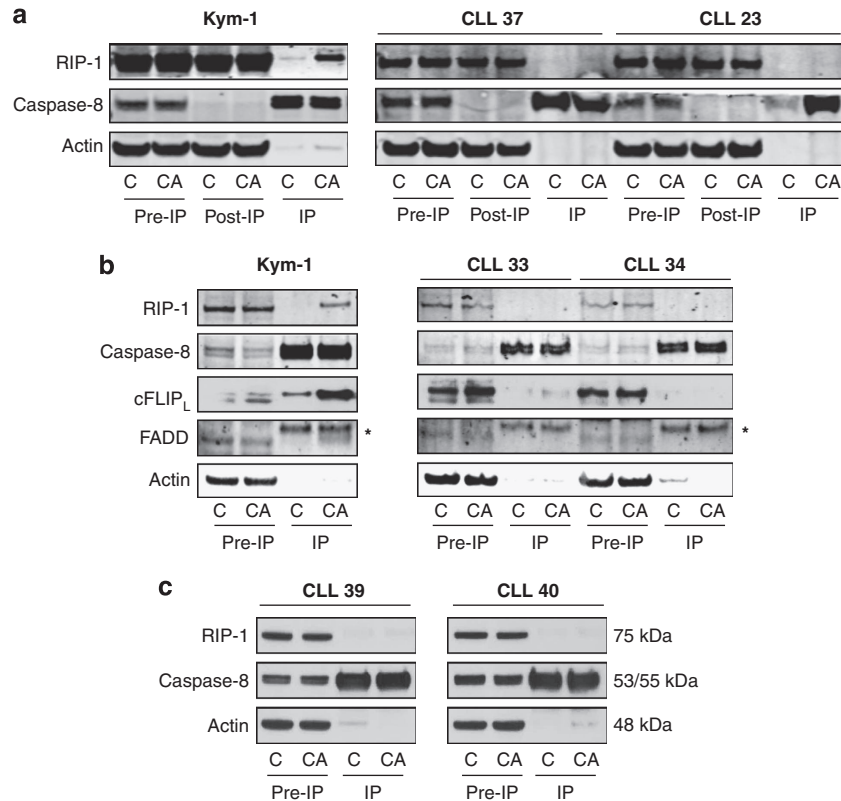 a
Kym-1 CLL 37 CLL 23
RIP-1
Caspase-8
Actin
C CA C CA C CA C CA C CA C CA C CA C CA C CA
Pre-IP Post-IP IP Pre-IP Post-IP IP Pre-IP Post-IP IP
b
Kym-1 CLL 33 CLL 34
RIP-1
Caspase-8
cFLIPL
FADD * *
Actin
C CA C CA C CA C CA C CA C CA
Pre-IP IP Pre-IP IP Pre-IP IP
c
CLL 39 CLL 40
RIP-1 75 kDa
Caspase-8 53/55 kDa
Actin 48 kDa
C CA C CA C CA C CA
Pre-IP IP Pre-IP IP